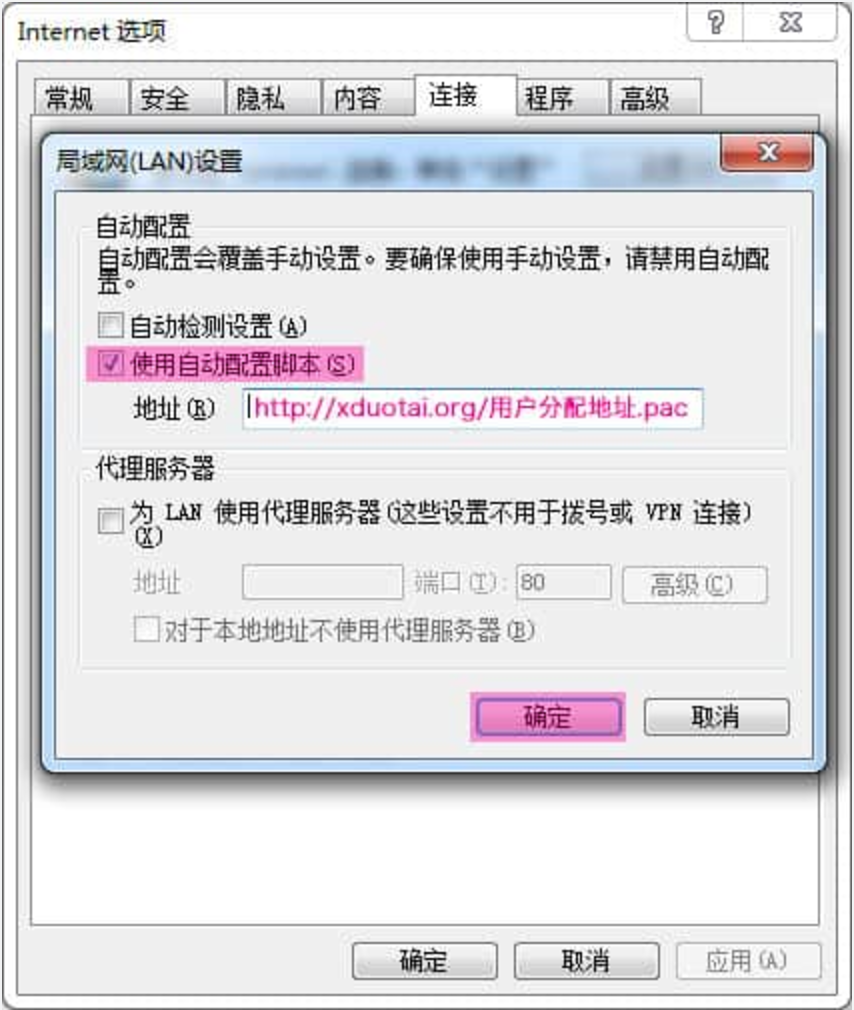 Internet 选项
常规 安全 隐私 内容 连接 程序 高级
局域网(LAN)设置
自动配置
自动配置会覆盖手动设置。要确保使用手动设置，请禁用自动配
置。
自动检测设置(A)
使用自动配置脚本(S)
地址(R) http://xduotai.org/用户分配地址.pac
代理服务器
为 LAN 使用代理服务器(这些设置不用于拨号或 VPN 连接)
(X)
地址 端口(T): 80 高级(C)
对于本地地址不使用代理服务器(B)
确定 取消
确定 取消 应用(A)